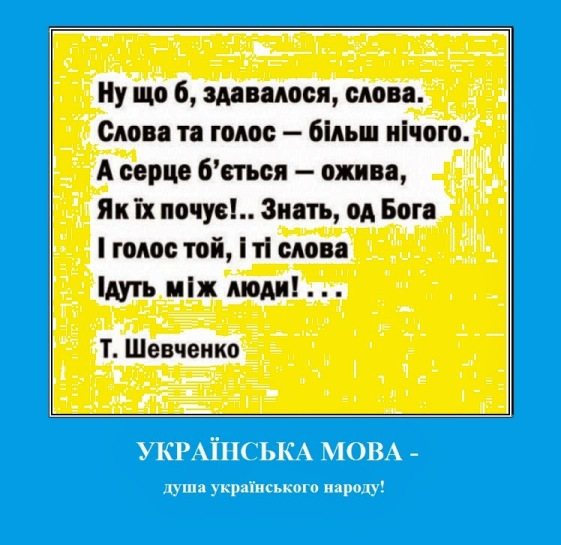 Ну що б, здавалося, слова.
Слова та голос – більш нічого.
А серце б’ється – ожива,
Як їх почує!.. Знать, од Бога
І голос той, і ті слова
Ідуть між люди! . . .
Т. Шевченко
УКРАЇНСЬКА МОВА -
душа українського народу!